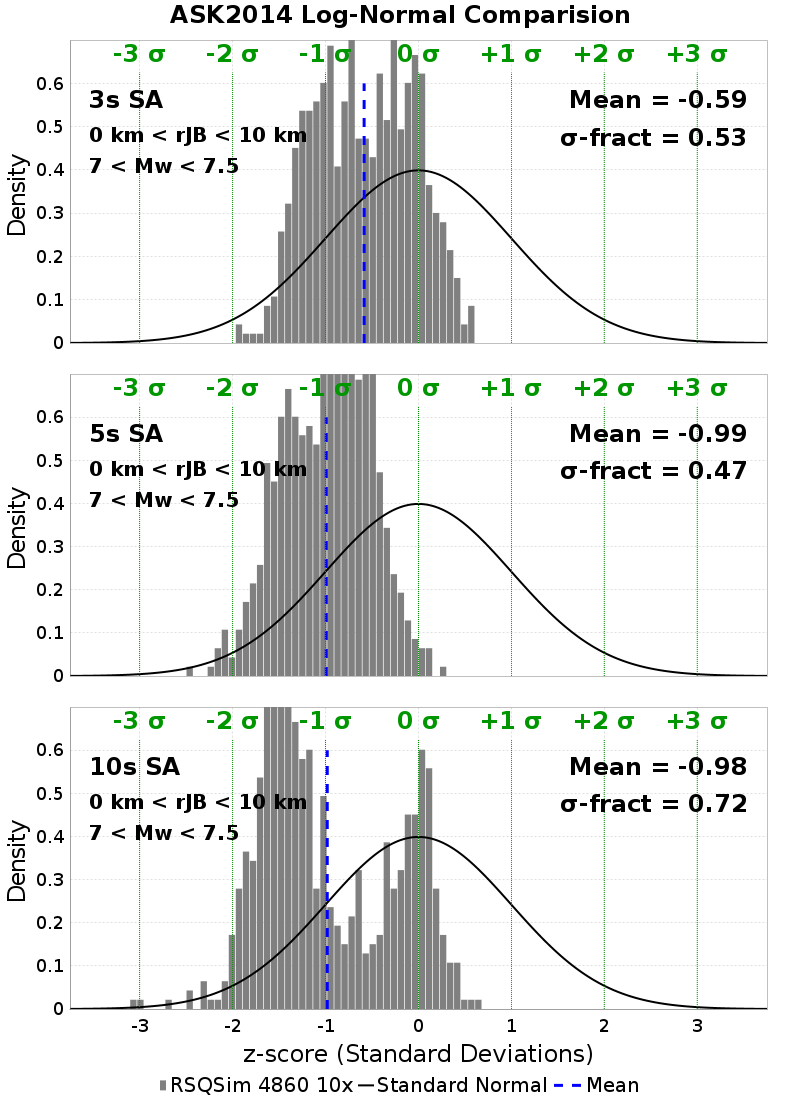 ASK2014 Log-Normal Comparision
-3 σ -2 σ -1 σ 0 σ +1 σ +2 σ +3 σ
0.6
3s SA Mean = -0.59
0.5
0 km < rJB < 10 km σ-fract = 0.53
7 < Mw < 7.5
0.4
Density
0.3
0.2
0.1
0
-3 σ -2 σ -1 σ 0 σ +1 σ +2 σ +3 σ
0.6
5s SA Mean = -0.99
0.5
0 km < rJB < 10 km σ-fract = 0.47
7 < Mw < 7.5
0.4
Density
0.3
0.2
0.1
0
-3 σ -2 σ -1 σ 0 σ +1 σ +2 σ +3 σ
0.6
10s SA Mean = -0.98
0.5
0 km < rJB < 10 km σ-fract = 0.72
7 < Mw < 7.5
0.4
Density
0.3
0.2
0.1
0
-3 -2 -1 0 1 2 3
z-score (Standard Deviations)
RSQSim 4860 10x Standard Normal Mean